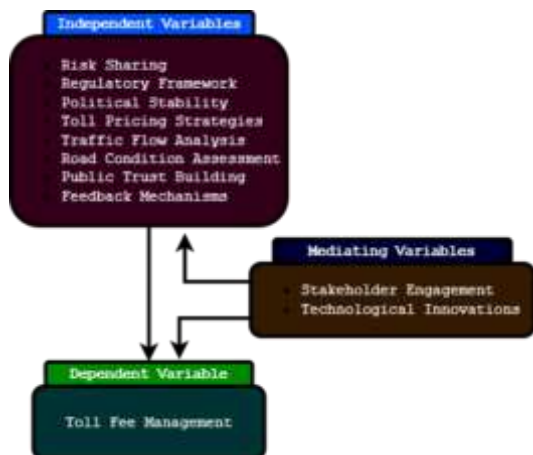 Independent Variables
Risk Sharing
Regulatory Framework
Political Stability
Toll Pricing Strategies
Traffic Flow Analysis
Road Condition Assessment
Public Trust Building
Feedback Mechanisms
Mediating Variables
Stakeholder Engagement
Technological Innovations
Dependent Variable
Toll Fee Management